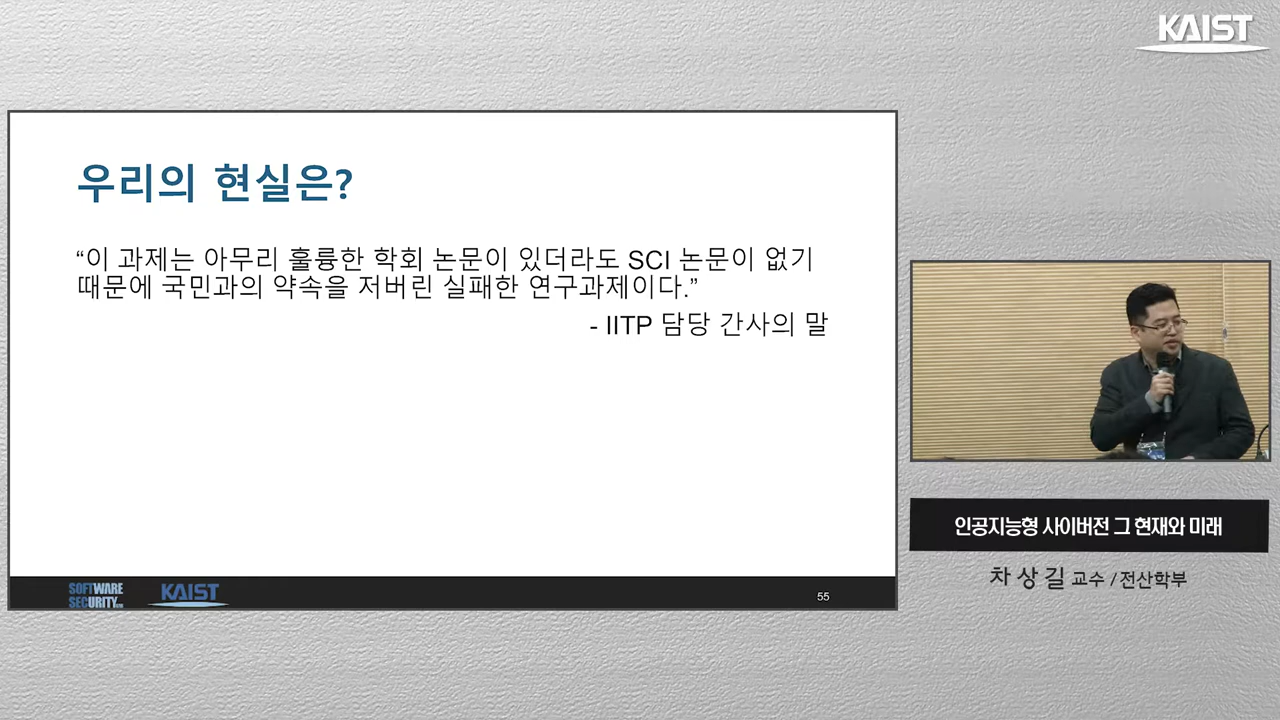 KAIST
우리의 현실은?
“이 과제는 아무리 훌륭한 학회 논문이 있더라도 SCI 논문이 없기
때문에 국민과의 약속을 저버린 실패한 연구과제이다.”
- IITP 담당 간사의 말
인공지능형 사이버전 그 현재와 미래
차상길 교수 / 전산학부
SOFTWARE
SECURITY
KAIST
55